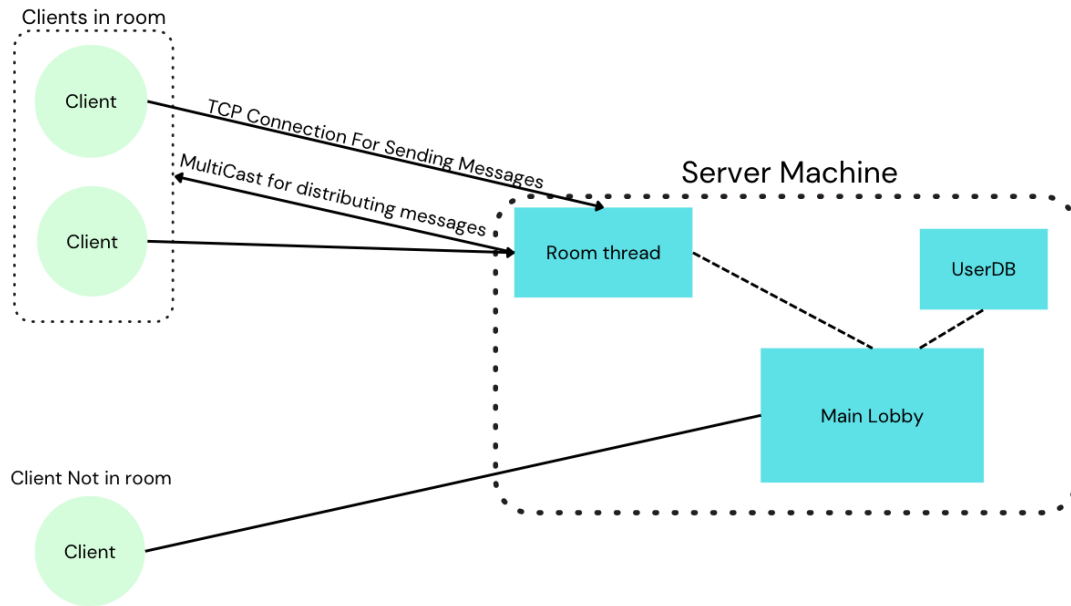 Clients in room
Client
TCP Connection For Sending Messages
MultiCast for distributing messages
Client
Server Machine
Room thread
UserDB
Main Lobby
Client Not in room
Client